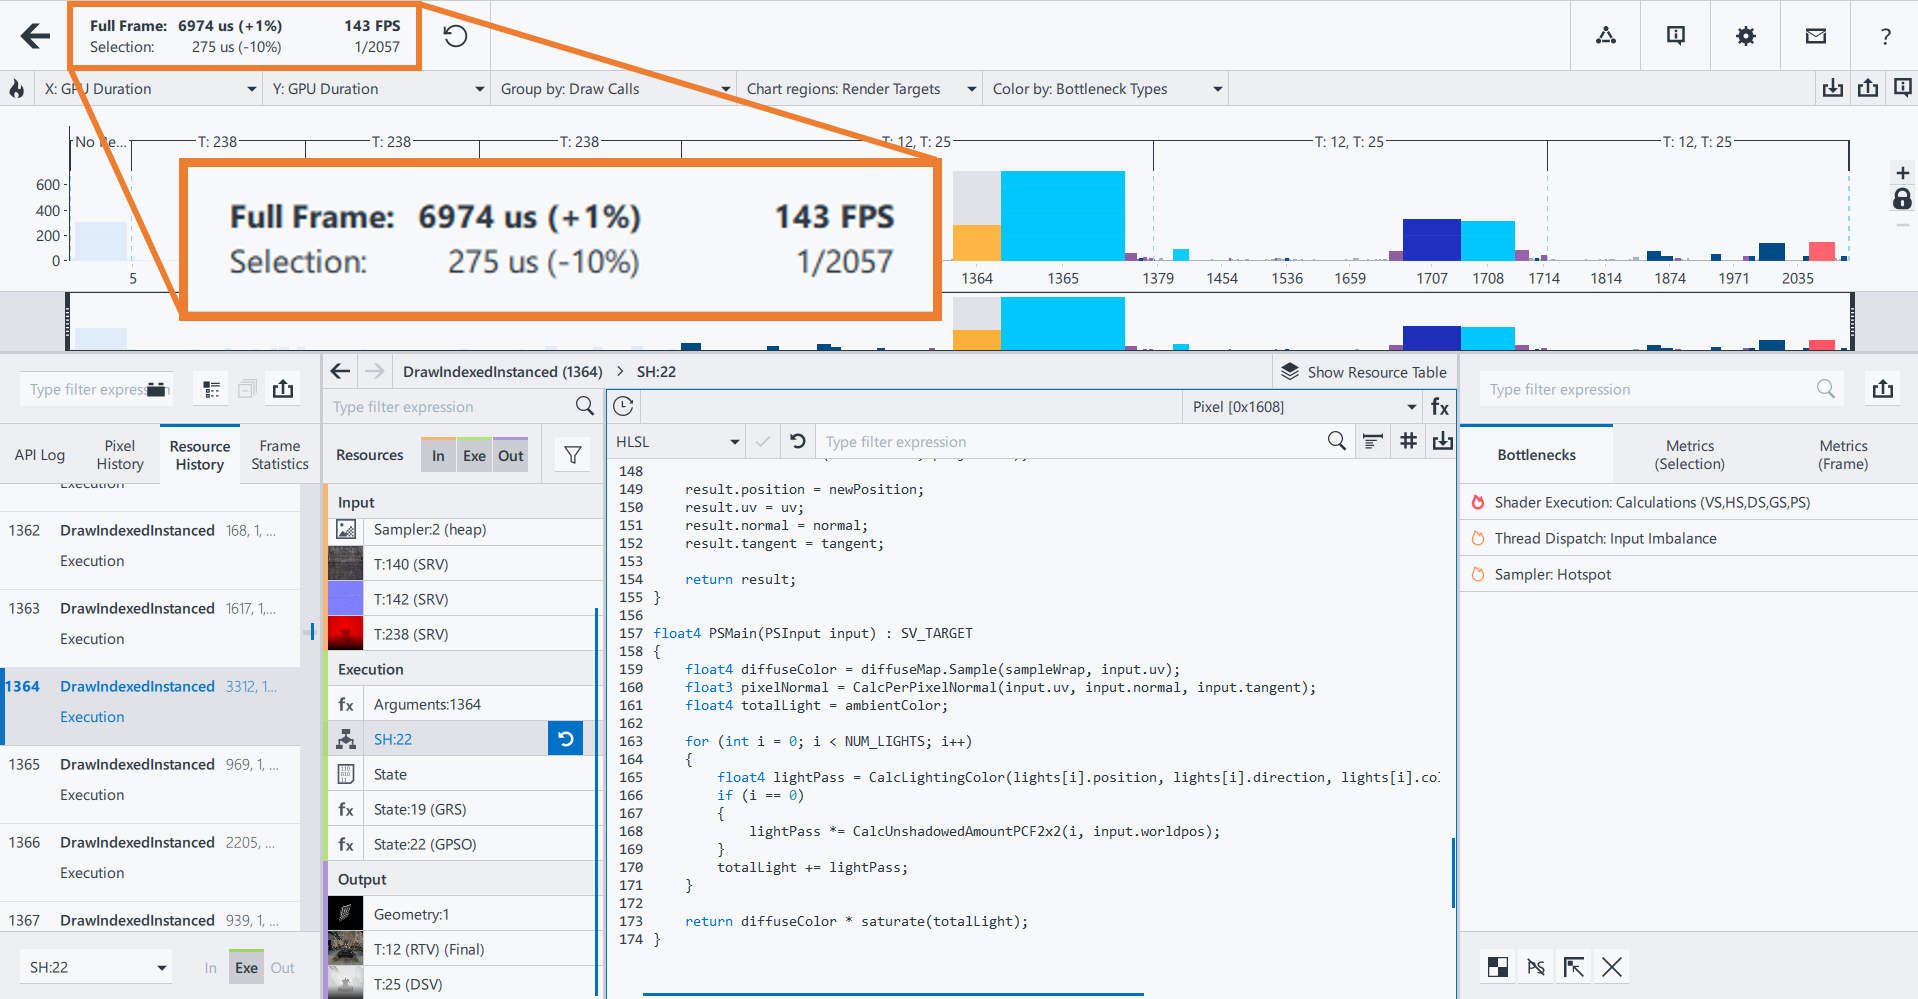 Full Frame: 6974 us (+1%) 143 FPS
Selection: 275 us (-10%) 1/2057
?
X: GPU Duration
Y: GPU Duration
Group by: Draw Calls
Chart regions: Render Targets
Color by: Bottleneck Types
No Re...
T: 238
T: 238
T: 238
T: 12, T: 25
T: 12, T: 25
T: 12, T: 25
600
400
200
0
Full Frame: 6974 us (+1%) 143 FPS
Selection: 275 us (-10%) 1/2057
5 1364 1365 1379 1454 1536 1659 1707 1708 1714 1814 1874 1971 2035
Type filter expression
API Log
Pixel History
Resource History
Frame Statistics
Execution
1362 DrawIndexedInstanced 168, 1, ...
Execution
1363 DrawIndexedInstanced 1617, 1,...
Execution
1364 DrawIndexedInstanced 3312, 1...
Execution
1365 DrawIndexedInstanced 969, 1, ...
Execution
1366 DrawIndexedInstanced 2205, ...
Execution
1367 DrawIndexedInstanced 939, 1, ...
SH:22
In Exe Out
DrawIndexedInstanced (1364) > SH:22
Show Resource Table
Type filter expression
Resources In Exe Out
Input
Sampler:2 (heap)
T:140 (SRV)
T:142 (SRV)
T:238 (SRV)
Execution
fx Arguments:1364
SH:22
State
fx State:19 (GRS)
fx State:22 (GPSO)
Output
Geometry:1
T:12 (RTV) (Final)
T:25 (DSV)
Pixel [0x1608]
fx
HLSL
Type filter expression
#
148
149 result.position = newPosition;
150 result.uv = uv;
151 result.normal = normal;
152 result.tangent = tangent;
153
154 return result;
155 }
156
157 float4 PSMain(PSInput input) : SV_TARGET
158 {
159 float4 diffuseColor = diffuseMap.Sample(sampleWrap, input.uv);
160 float3 pixelNormal = CalcPerPixelNormal(input.uv, input.normal, input.tangent);
161 float4 totalLight = ambientColor;
162
163 for (int i = 0; i < NUM_LIGHTS; i++)
164 {
165 float4 lightPass = CalcLightingColor(lights[i].position, lights[i].direction, lights[i].co
166 if (i == 0)
167 {
168 lightPass *= CalcUnshadowedAmountPCF2x2(i, input.worldpos);
169 }
170 totalLight += lightPass;
171 }
172
173 return diffuseColor * saturate(totalLight);
174 }
Type filter expression
Bottlenecks
Metrics (Selection)
Metrics (Frame)
Shader Execution: Calculations (VS,HS,DS,GS,PS)
Thread Dispatch: Input Imbalance
Sampler: Hotspot
PS